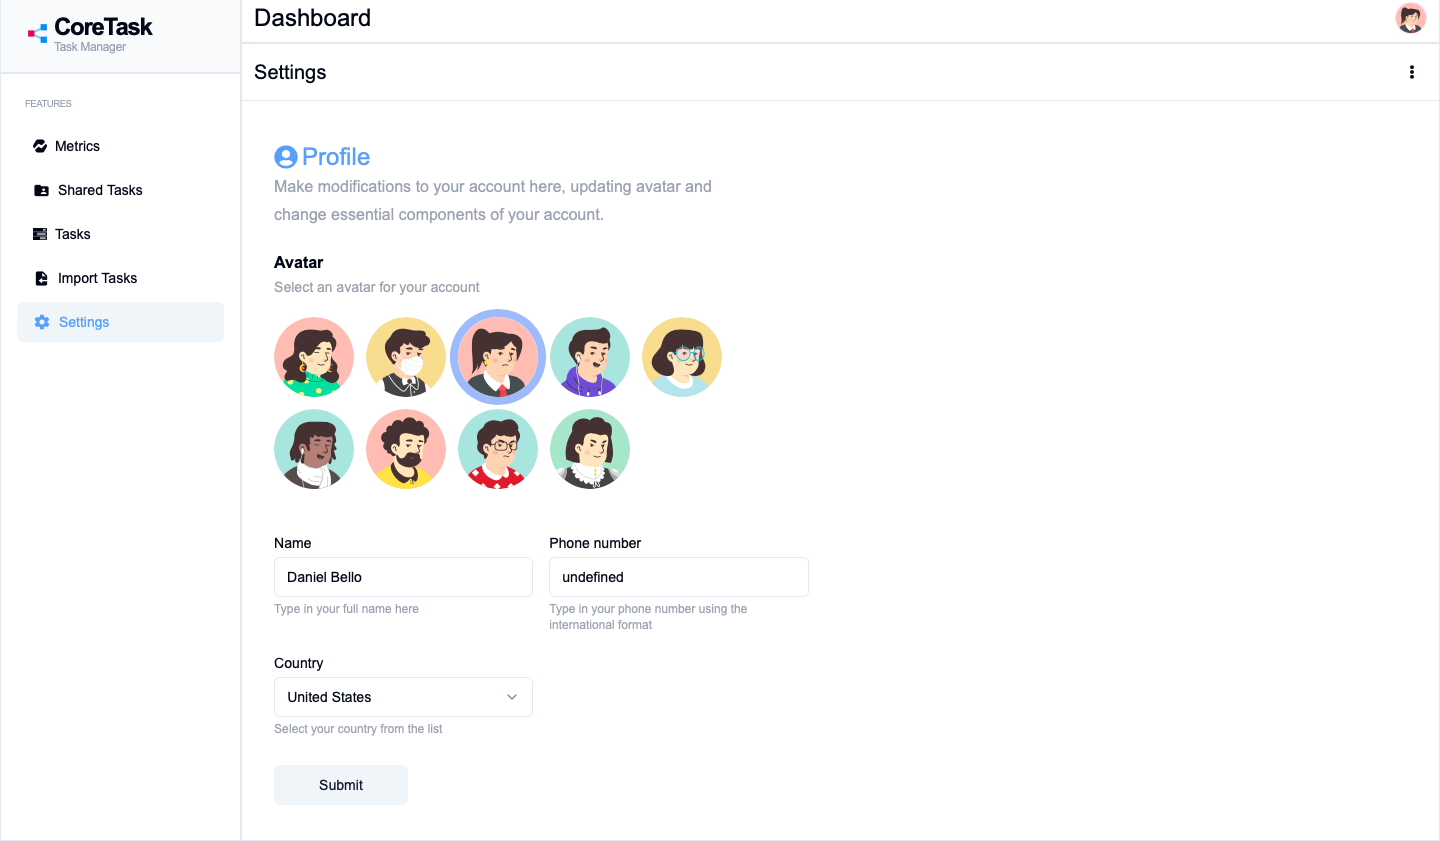 CoreTask
Task Manager
Dashboard
Settings
FEATURES
Metrics
Shared Tasks
Tasks
Import Tasks
Settings
Profile
Make modifications to your account here, updating avatar and
change essential components of your account.
Avatar
Select an avatar for your account
Name
Phone number
Daniel Bello
undefined
Type in your full name here
Type in your phone number using the
international format
Country
United States
Select your country from the list
Submit